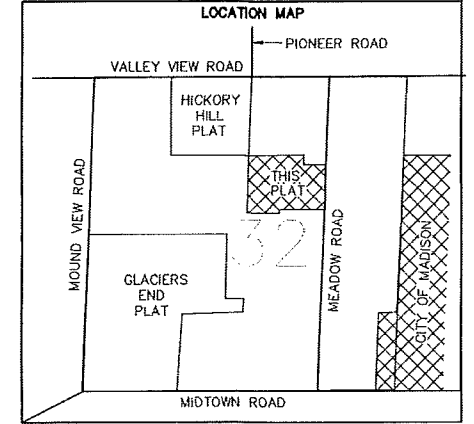 LOCATION MAP
PIONEER ROAD
VALLEY VIEW ROAD
HICKORY
HILL
PLAT
THIS
PLAT
MOUND VIEW ROAD
32
MEADOW ROAD
CITY OF MADISON
GLACIERS
END
PLAT
MIDTOWN ROAD